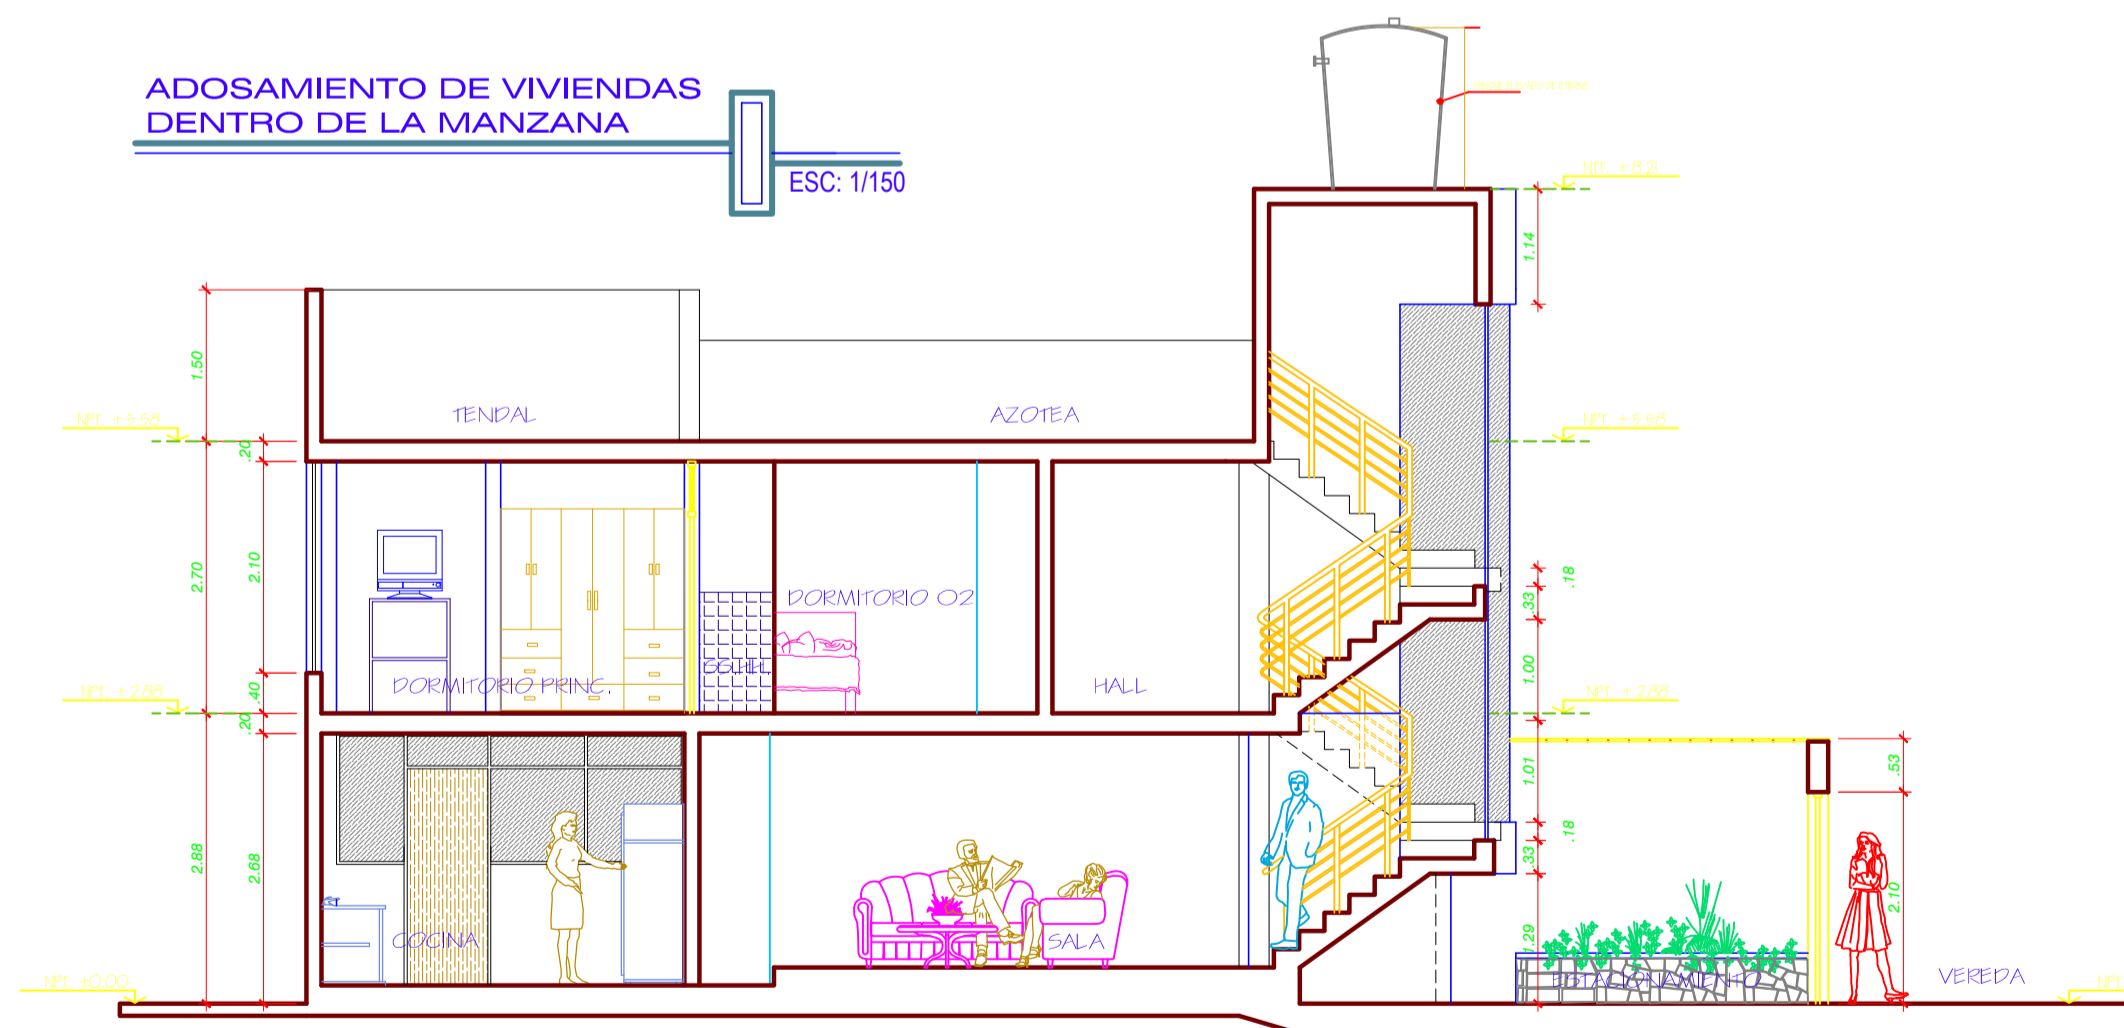 ADOSAMIENTO DE VIVIENDAS
DENTRO DE LA MANZANA
ESC: 1/150
NPT. +8.21
1.14
1.50
TENDAL
AZOTEA
NPT. +5.58
NPT. +5.58
.20
2.70
2.10
.40
DORMITORIO 02
DORMITORIO PRINC.
SS.HH.
HALL
.18
.33
1.00
NPT. +2.88
NPT. +2.88
.20
2.88
2.68
1.01
.53
.18
.33
2.10
1.29
COCINA
SALA
ESTACIONAMIENTO
VEREDA
NPT. ±0.00
NPT.